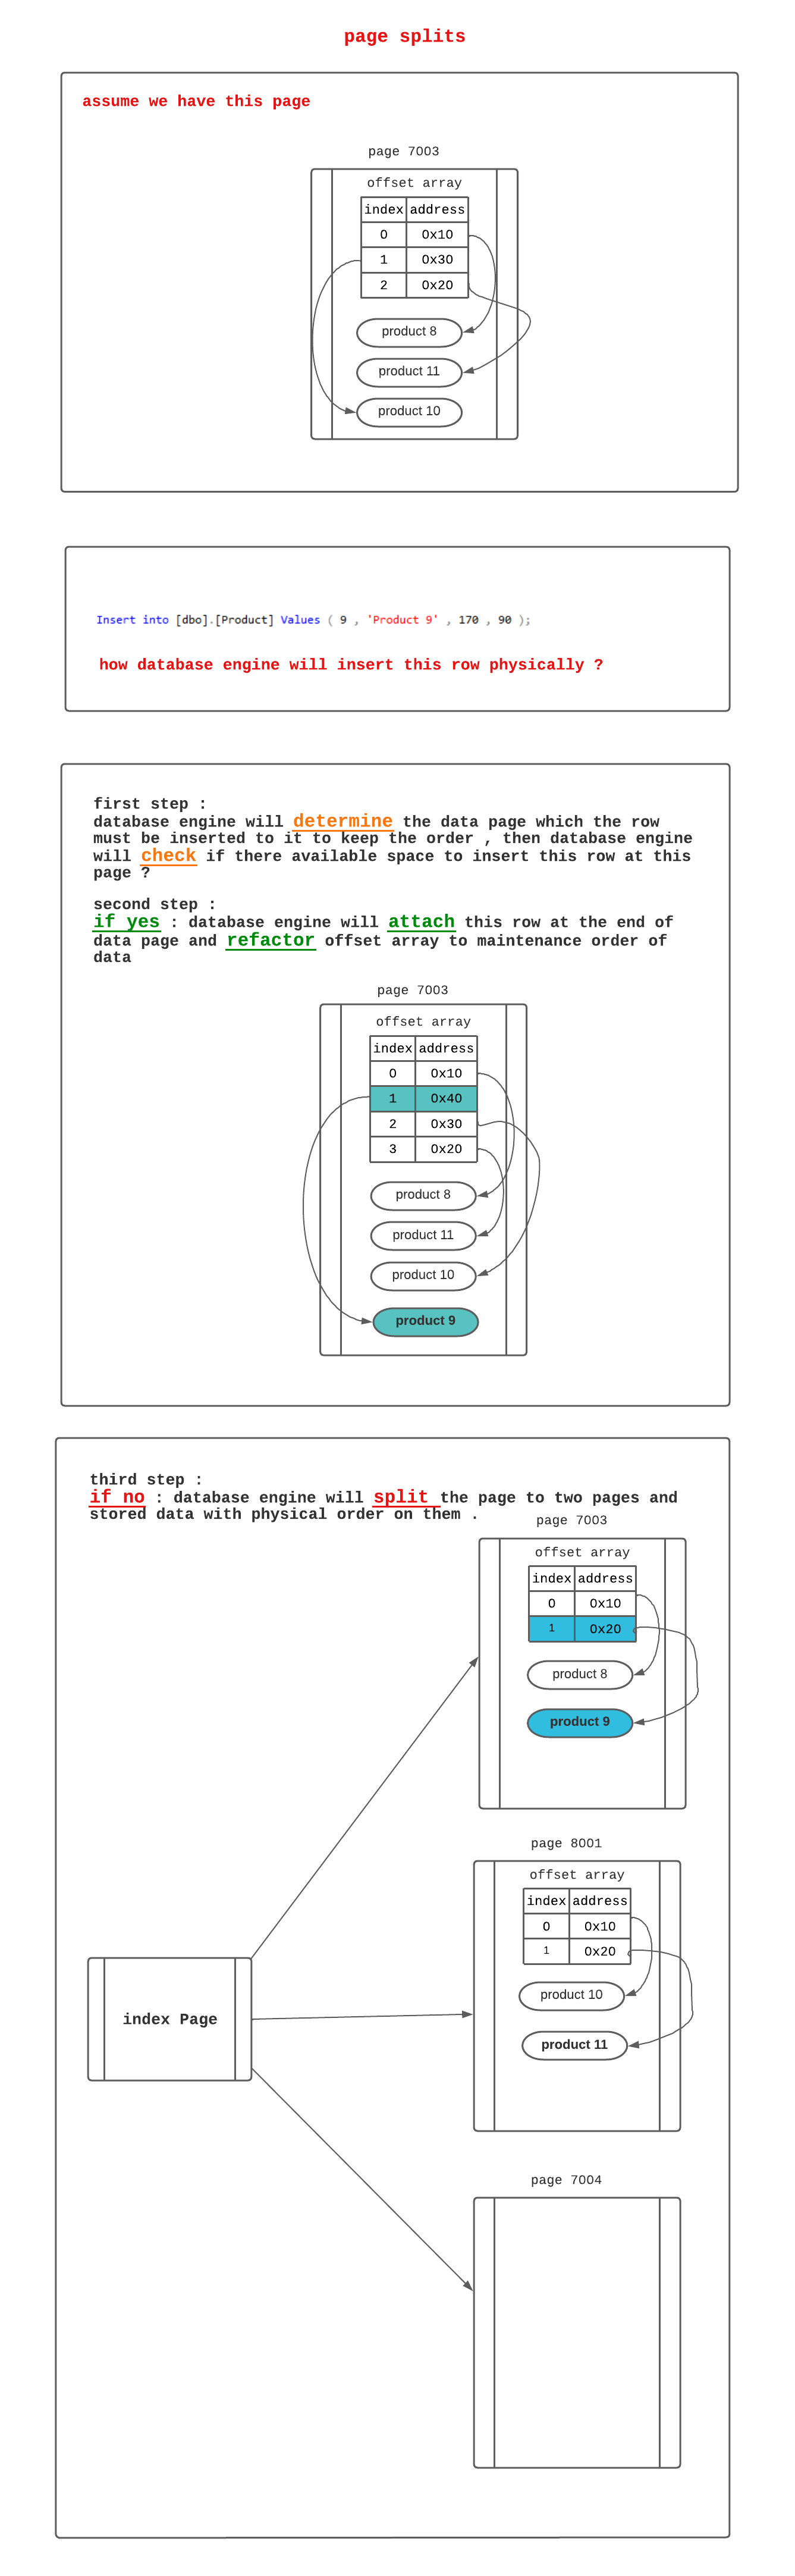 page splits
assume we have this page
page 7003
offset array
index address
0 0x10
1 0x30
2 0x20
product 8
product 11
product 10
Insert into [dbo].[Product] Values ( 9 , 'Product 9' , 170 , 90 );
how database engine will insert this row physically ?
first step :
database engine will determine the data page which the row
must be inserted to it to keep the order , then database engine
will check if there available space to insert this row at this
page ?
second step :
if yes : database engine will attach this row at the end of
data page and refactor offset array to maintenance order of
data
page 7003
offset array
index address
0 0x10
1 0x40
2 0x30
3 0x20
product 8
product 11
product 10
product 9
third step :
if no : database engine will split the page to two pages and
stored data with physical order on them .
page 7003
offset array
index address
0 0x10
1 0x20
product 8
product 9
page 8001
offset array
index address
0 0x10
1 0x20
product 10
index Page
product 11
page 7004